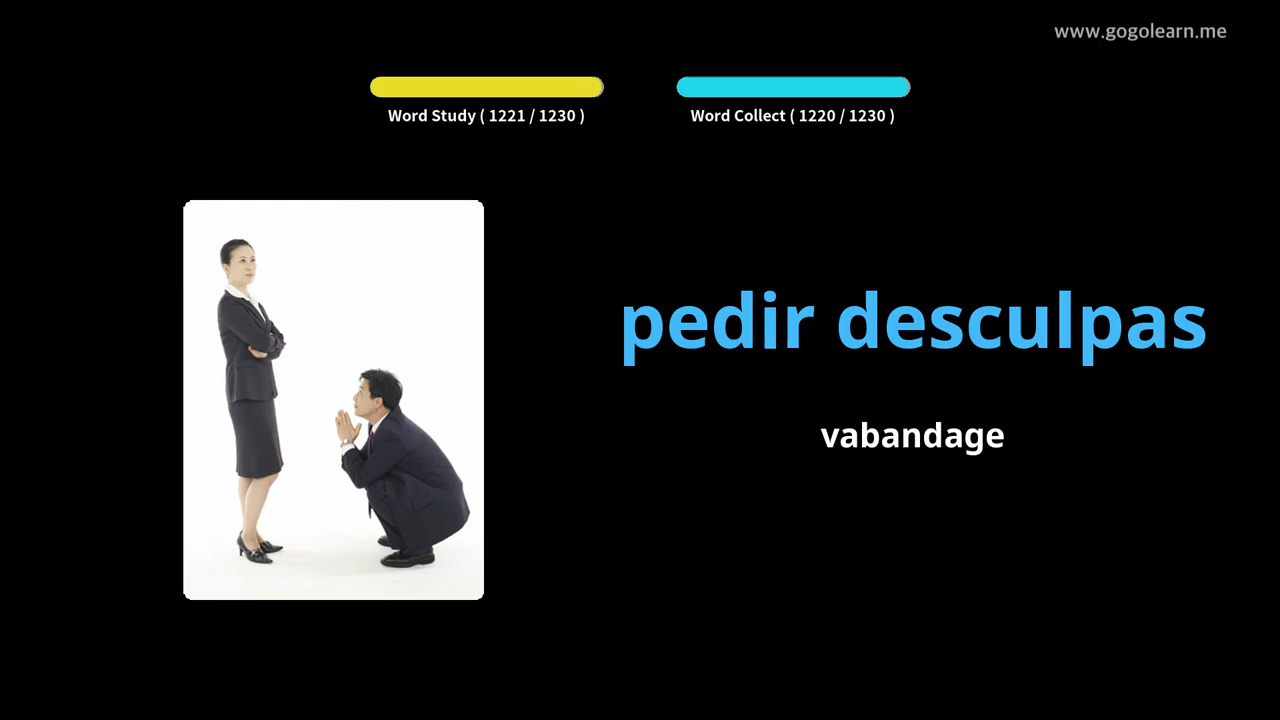 www.gogolearn.me
Word Study ( 1221 / 1230 )
Word Collect ( 1220 / 1230 )
pedir desculpas
vabandage